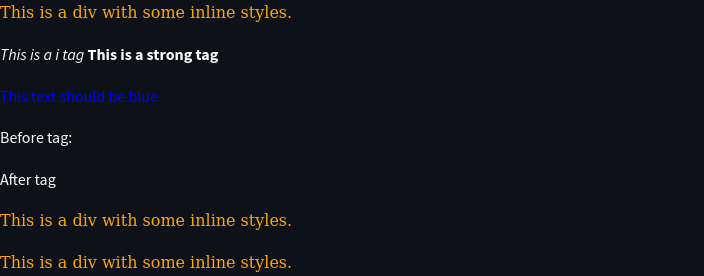 This is a div with some inline styles.
This is a i tag This is a strong tag
This text should be blue
Before tag:
After tag
This is a div with some inline styles.
This is a div with some inline styles.